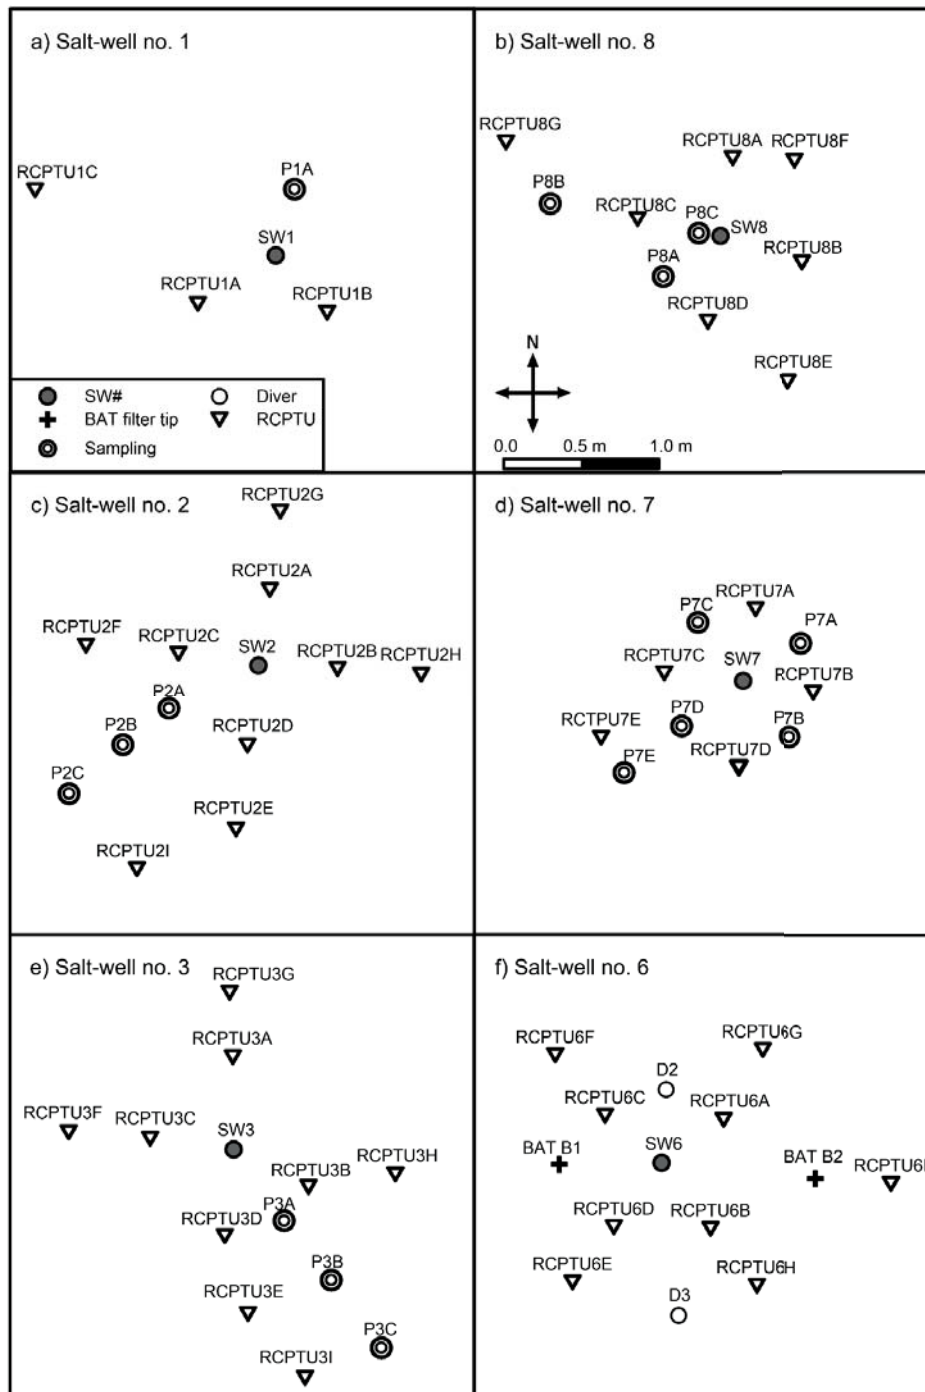 a) Salt-well no. 1
RCPTU1C
P1A
SW1
RCPTU1A
RCPTU1B
SW#
Diver
BAT filter tip
RCPTU
Sampling
b) Salt-well no. 8
RCPTU8G
RCPTU8A
RCPTU8F
P8B
RCPTU8C
P8C
SW8
RCPTU8B
P8A
RCPTU8D
N
RCPTU8E
0.0 0.5 m 1.0 m
c) Salt-well no. 2
RCPTU2G
RCPTU2A
RCPTU2F
RCPTU2C
SW2
RCPTU2B
RCPTU2H
P2A
P2B
RCPTU2D
P2C
RCPTU2E
RCPTU2I
d) Salt-well no. 7
RCPTU7A
P7C
P7A
RCPTU7C
SW7
RCPTU7B
P7D
RCTPU7E
P7B
P7E
RCPTU7D
e) Salt-well no. 3
RCPTU3G
RCPTU3A
RCPTU3F
RCPTU3C
SW3
RCPTU3B
RCPTU3H
P3A
RCPTU3D
P3B
RCPTU3E
P3C
RCPTU3I
f) Salt-well no. 6
RCPTU6F
RCPTU6G
D2
RCPTU6C
RCPTU6A
BAT B1
SW6
BAT B2
RCPTU6D
RCPTU6B
RCPTU6E
RCPTU6H
D3